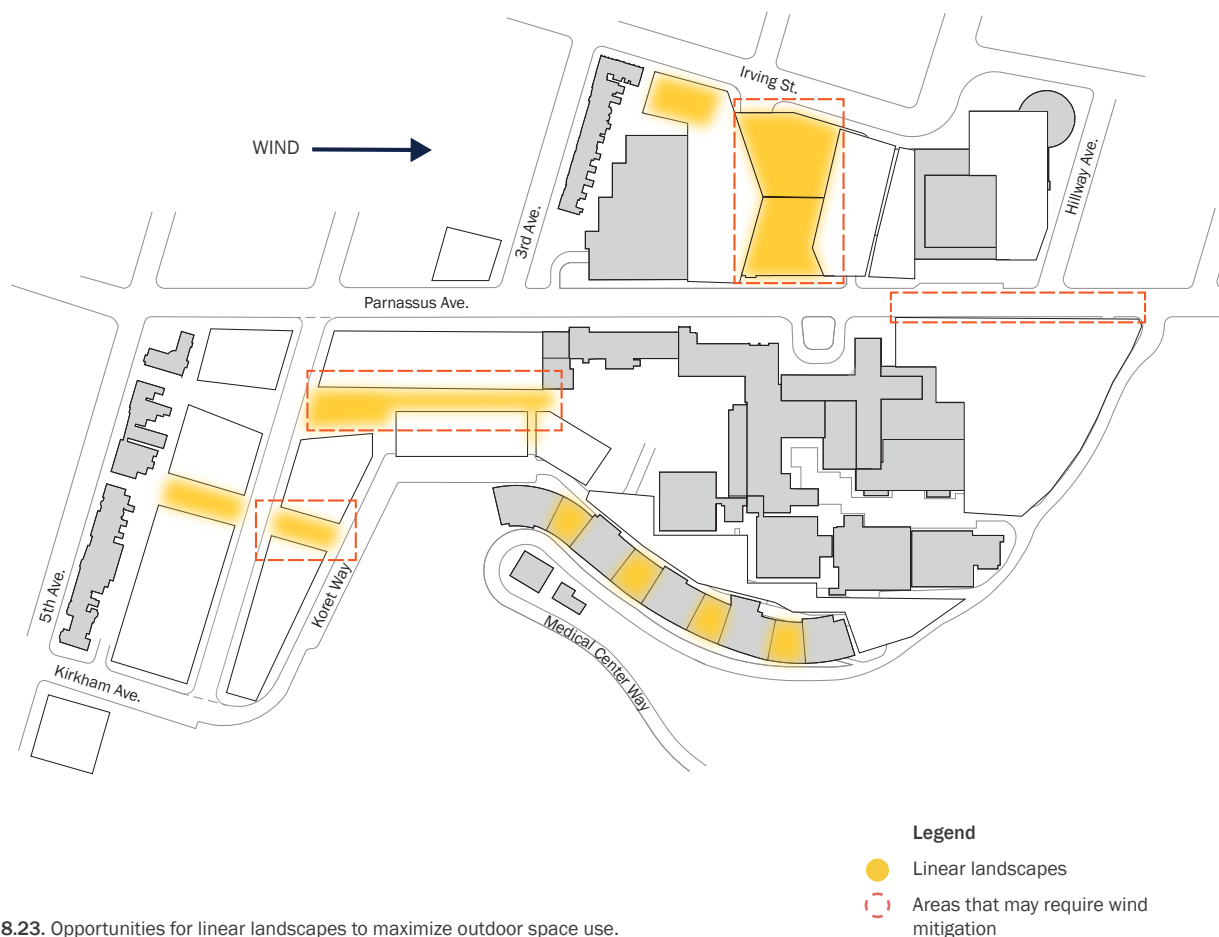 Irving St.
WIND
3rd Ave.
Hillway Ave.
Parnassus Ave.
5th Ave.
Koret Way
Medical Center Way
Kirkham Ave.
Legend
Linear landscapes
Areas that may require wind
mitigation
8.23. Opportunities for linear landscapes to maximize outdoor space use.